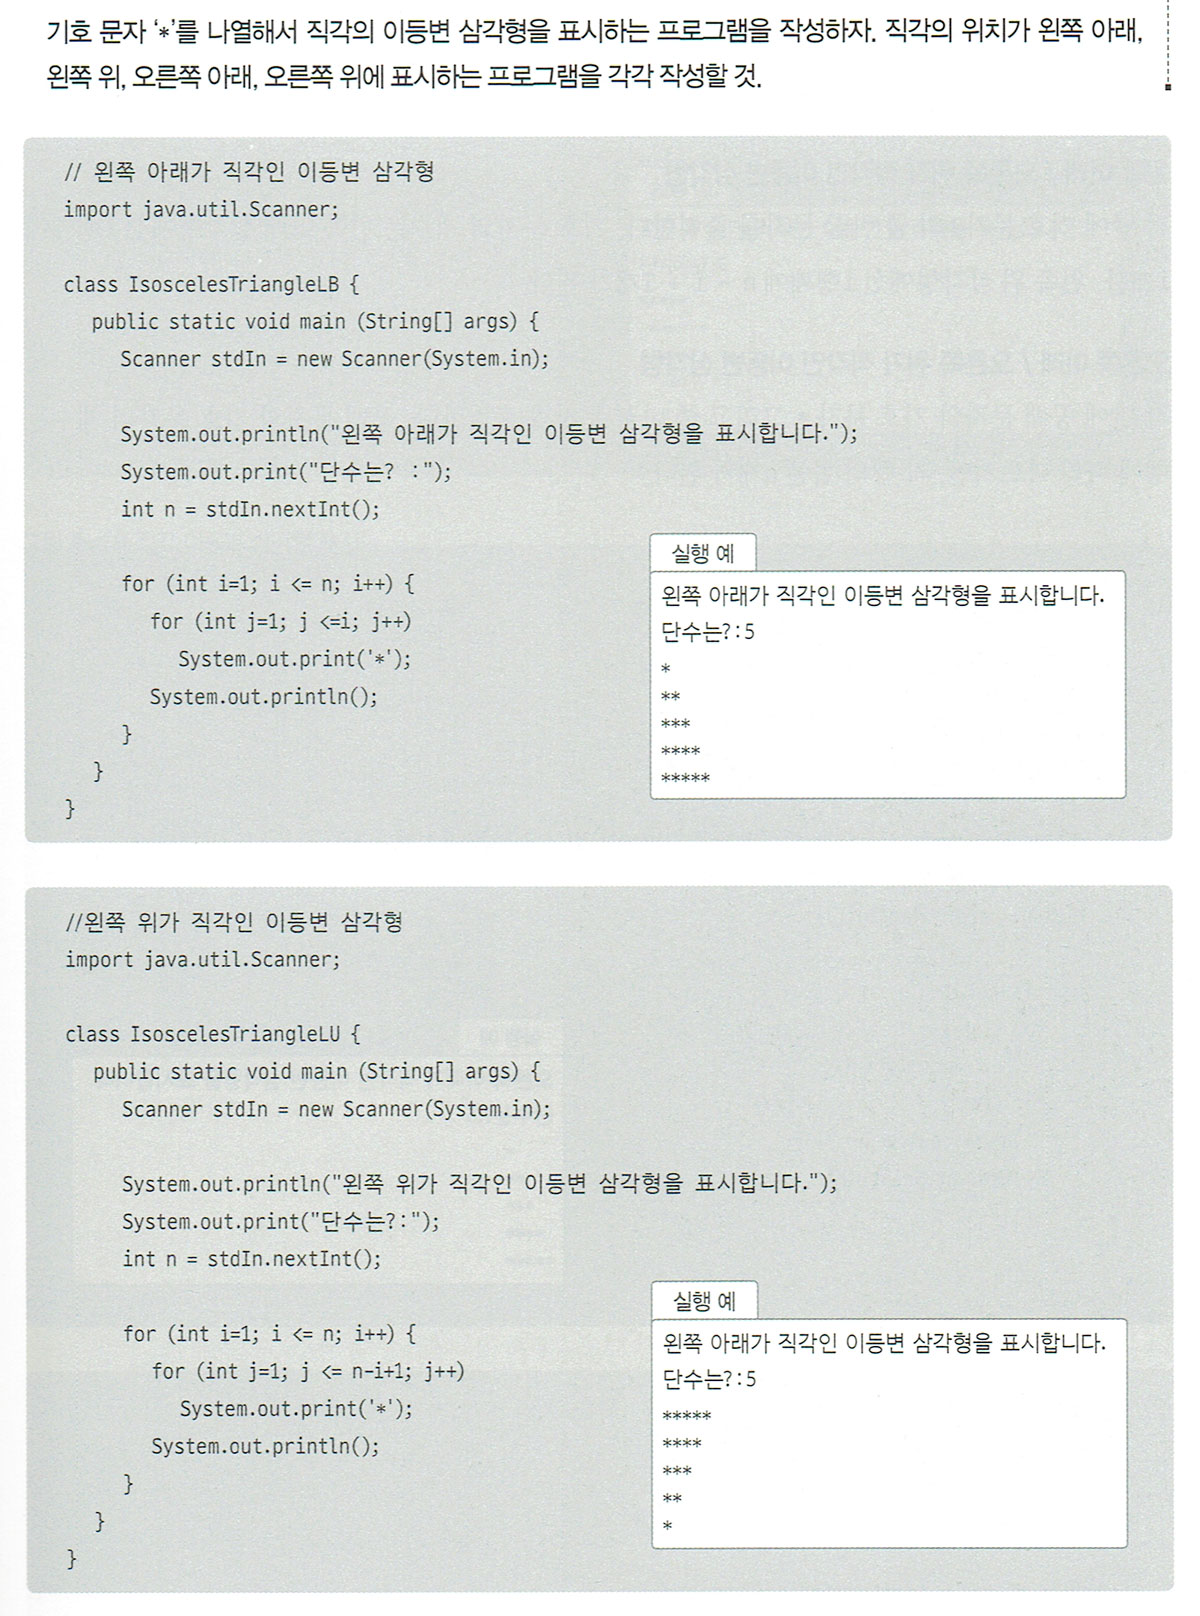 기호 문자 ‘*’를 나열해서 직각의 이등변 삼각형을 표시하는 프로그램을 작성하자. 직각의 위치가 왼쪽 아래,
왼쪽 위, 오른쪽 아래, 오른쪽 위에 표시하는 프로그램을 각각 작성할 것.
// 왼쪽 아래가 직각인 이등변 삼각형
import java.util.Scanner;
class IsoscelesTriangleLB {
public static void main (String[] args) {
Scanner stdIn = new Scanner(System.in);
System.out.println("왼쪽 아래가 직각인 이등변 삼각형을 표시합니다.");
System.out.print("단수는? :");
int n = stdIn.nextInt();
for (int i=1; i <= n; i++) {
for (int j=1; j <=i; j++)
System.out.print('*');
System.out.println();
}
}
}
실행 예
왼쪽 아래가 직각인 이등변 삼각형을 표시합니다.
단수는?:5
*
**
***
****
*****
//왼쪽 위가 직각인 이등변 삼각형
import java.util.Scanner;
class IsoscelesTriangleLU {
public static void main (String[] args) {
Scanner stdIn = new Scanner(System.in);
System.out.println("왼쪽 위가 직각인 이등변 삼각형을 표시합니다.");
System.out.print("단수는?:");
int n = stdIn.nextInt();
for (int i=1; i <= n; i++) {
for (int j=1; j <= n-i+1; j++)
System.out.print('*');
System.out.println();
}
}
}
실행 예
왼쪽 아래가 직각인 이등변 삼각형을 표시합니다.
단수는?:5
*****
****
***
**
*